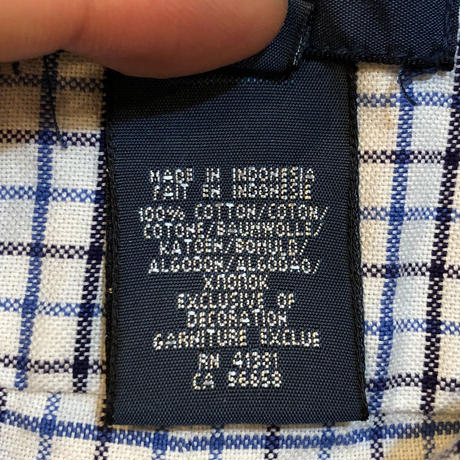 MADE IN INDONESIA
FAIT EN INDONESIE
100% COTTON/COTON/
COTONE/BAUMWOLLE/
KATOEN/BOMULD/
ALGODON/ALGODAO/
ХЛОПОК
EXCLUSIVE OF
DECORATION
GARNITURE EXCLUE
RN 41381
CA 56858